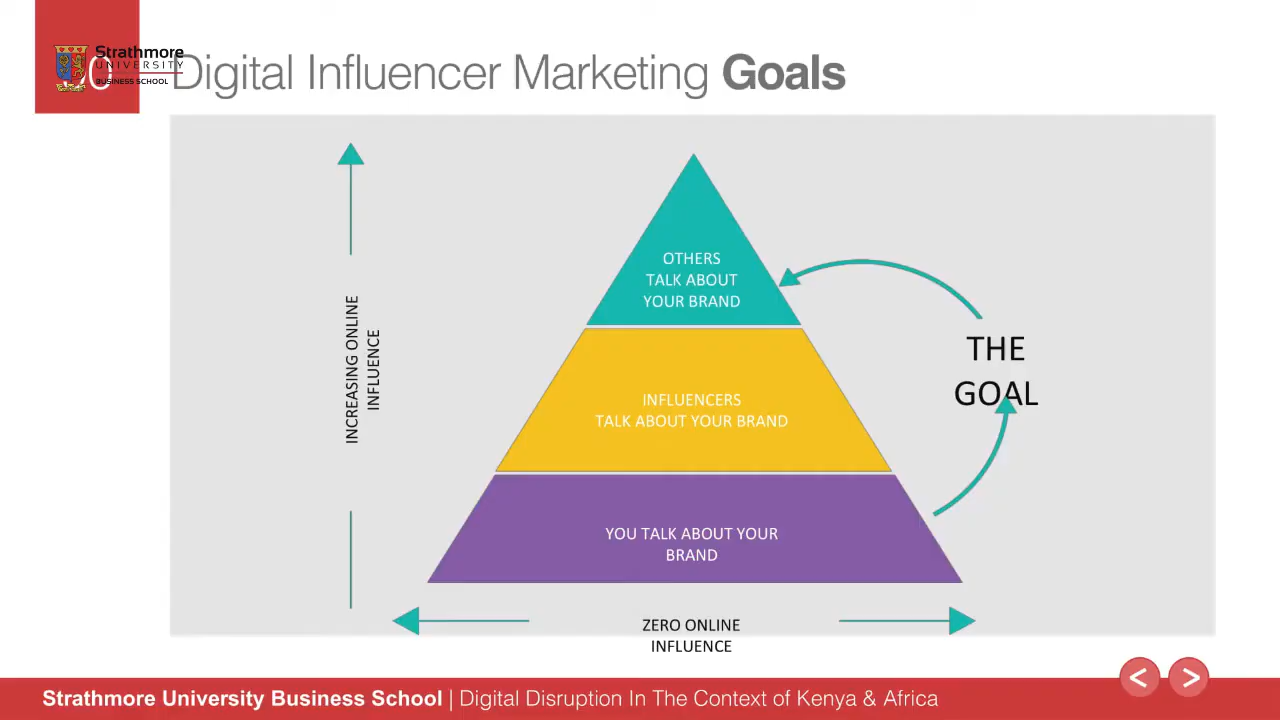 Strathmore
UNIVERSITY
BUSINESS SCHOOL
Digital Influencer Marketing Goals
OTHERS
TALK ABOUT
YOUR BRAND
INCREASING ONLINE
INFLUENCE
THE
GOAL
INFLUENCERS
TALK ABOUT YOUR BRAND
YOU TALK ABOUT YOUR
BRAND
ZERO ONLINE
INFLUENCE
Strathmore University Business School | Digital Disruption In The Context of Kenya & Africa